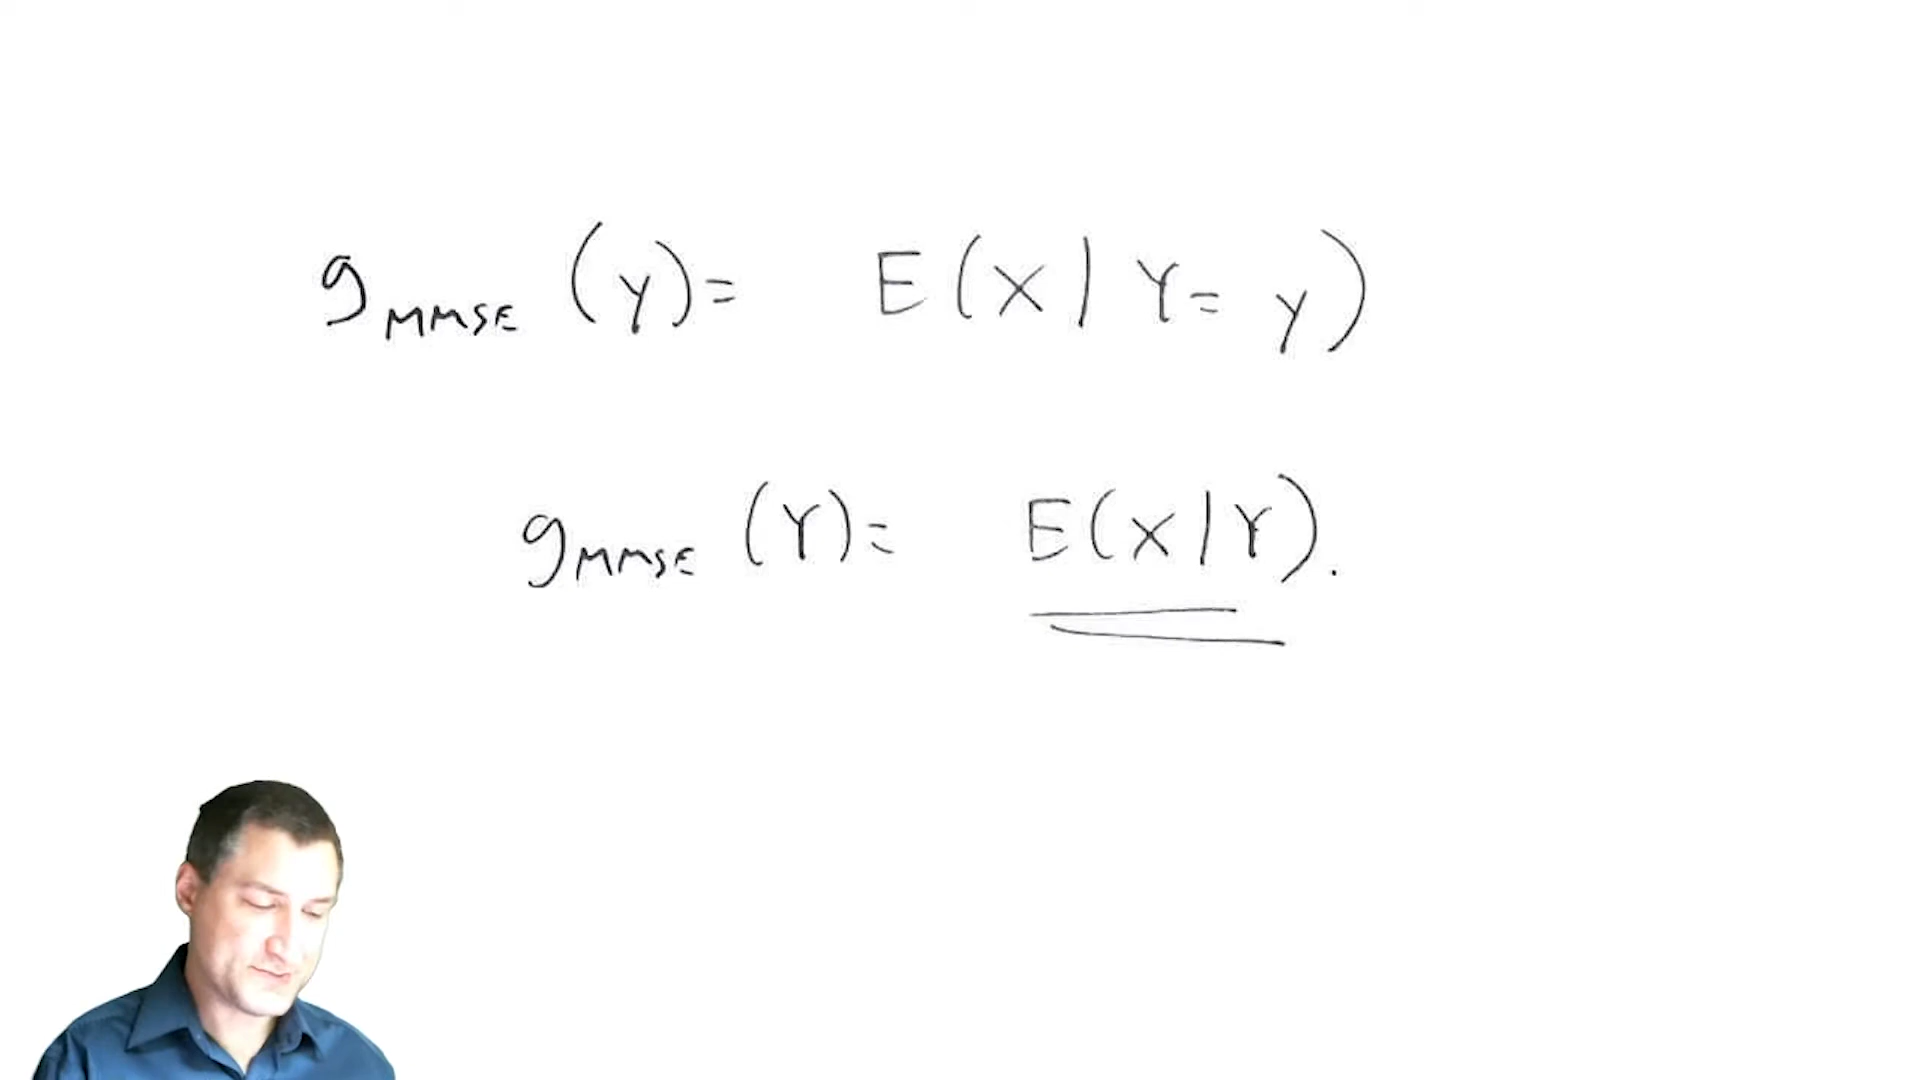 g_MMSE (y) = E(X | Y = y)
g_MMSE (Y) = E(X | Y).